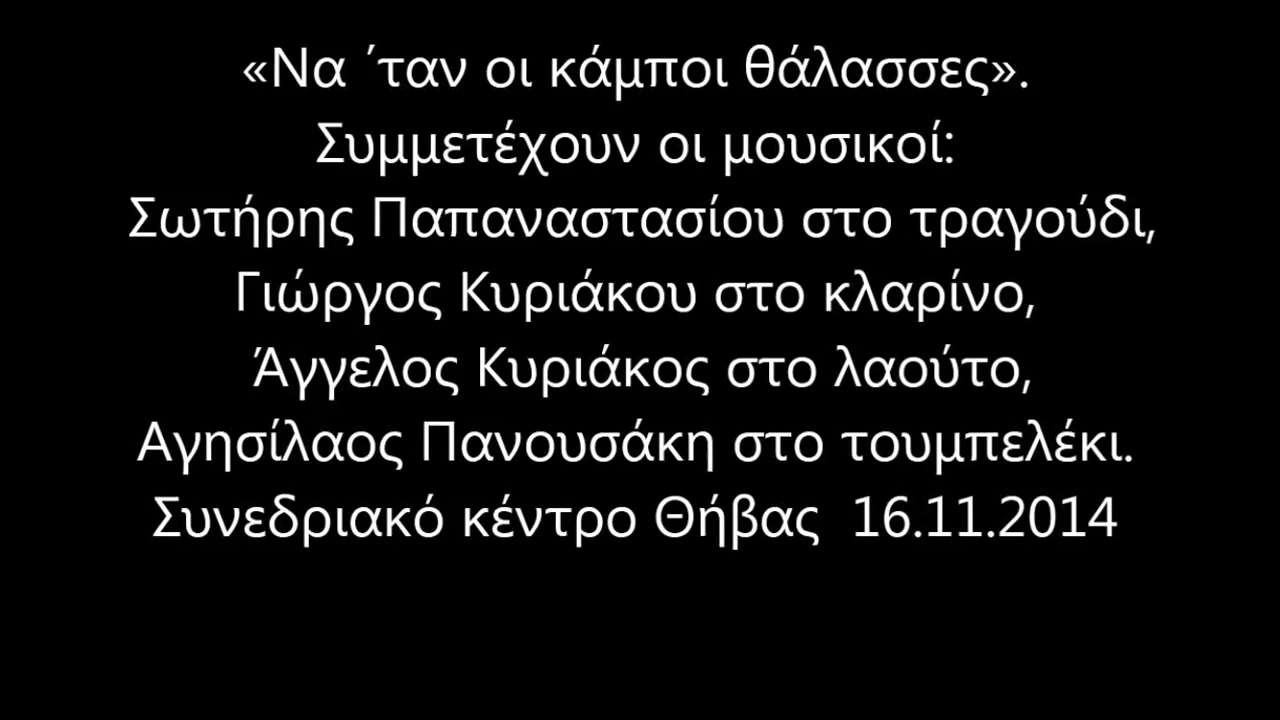 «Να ΄ταν οι κάμποι θάλασσες».
Συμμετέχουν οι μουσικοί:
Σωτήρης Παπαναστασίου στο τραγούδι,
Γιώργος Κυριάκου στο κλαρίνο,
Άγγελος Κυριάκος στο λαούτο,
Αγησίλαος Πανουσάκη στο τουμπελέκι.
Συνεδριακό κέντρο Θήβας  16.11.2014